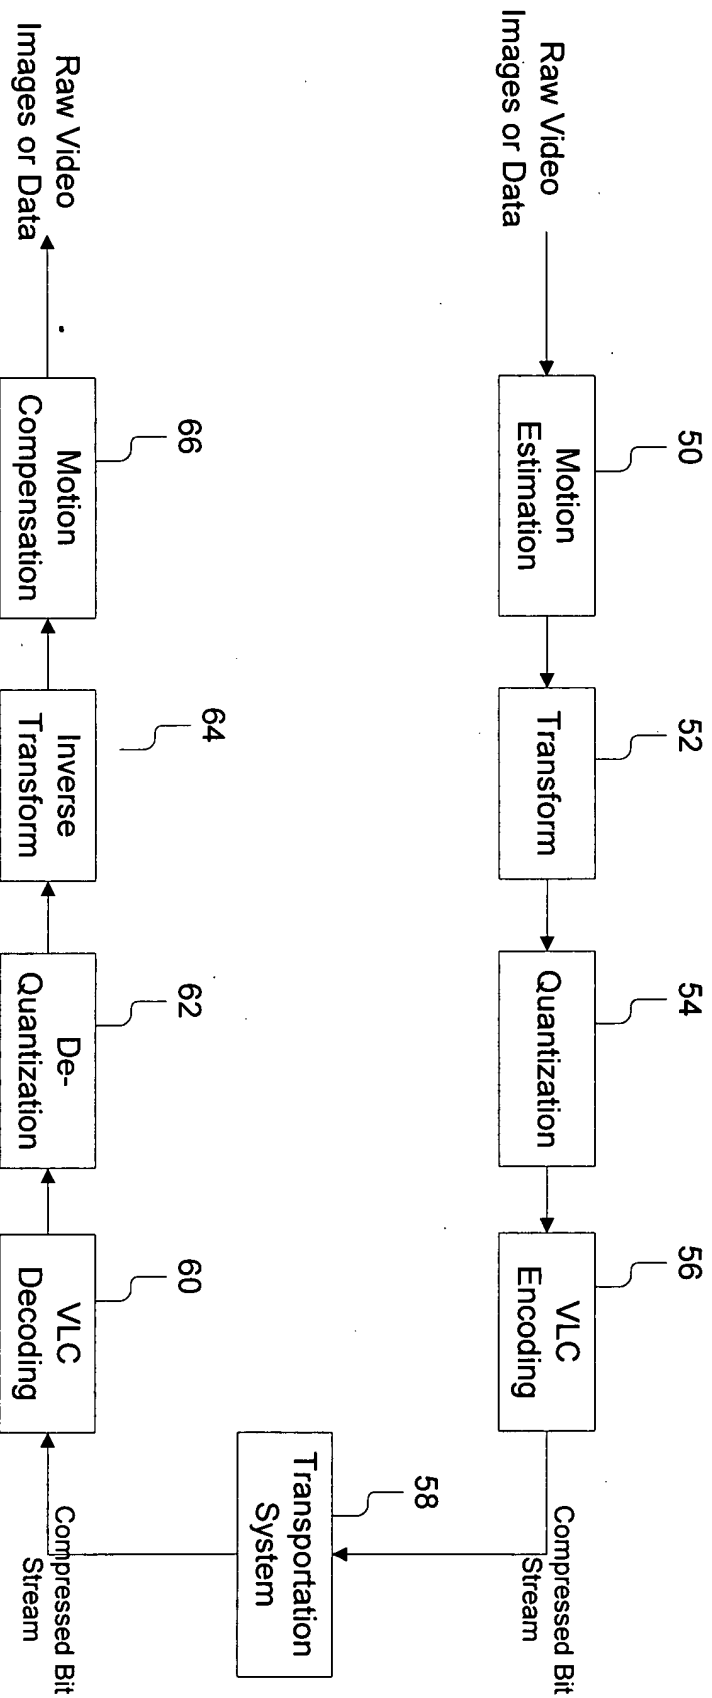 Raw Video
Images or Data
50
Motion
Estimation
52
Transform
54
Quantization
56
VLC
Encoding
Compressed Bit
Stream
58
Transportation
System
Raw Video
Images or Data
66
Motion
Compensation
64
Inverse
Transform
62
De-
Quantization
60
VLC
Decoding
Compressed Bit
Stream